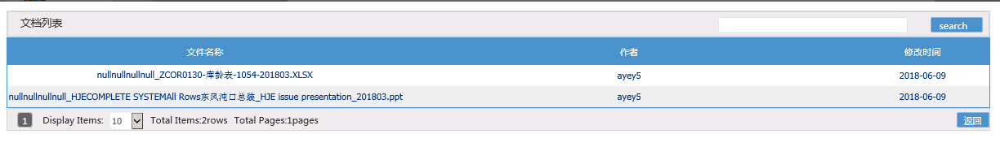 文档列表
search
文件名称 作者 修改时间
nullnullnullnull_ZCOR0130-库龄表-1054-201803.XLSX ayey5 2018-06-09
nullnullnullnull_HJECOMPLETE SYSTEMAll Rows东风沌口总装_HJE issue presentation_201803.ppt ayey5 2018-06-09
1 Display Items: 10 Total Items:2rows Total Pages:1pages 返回